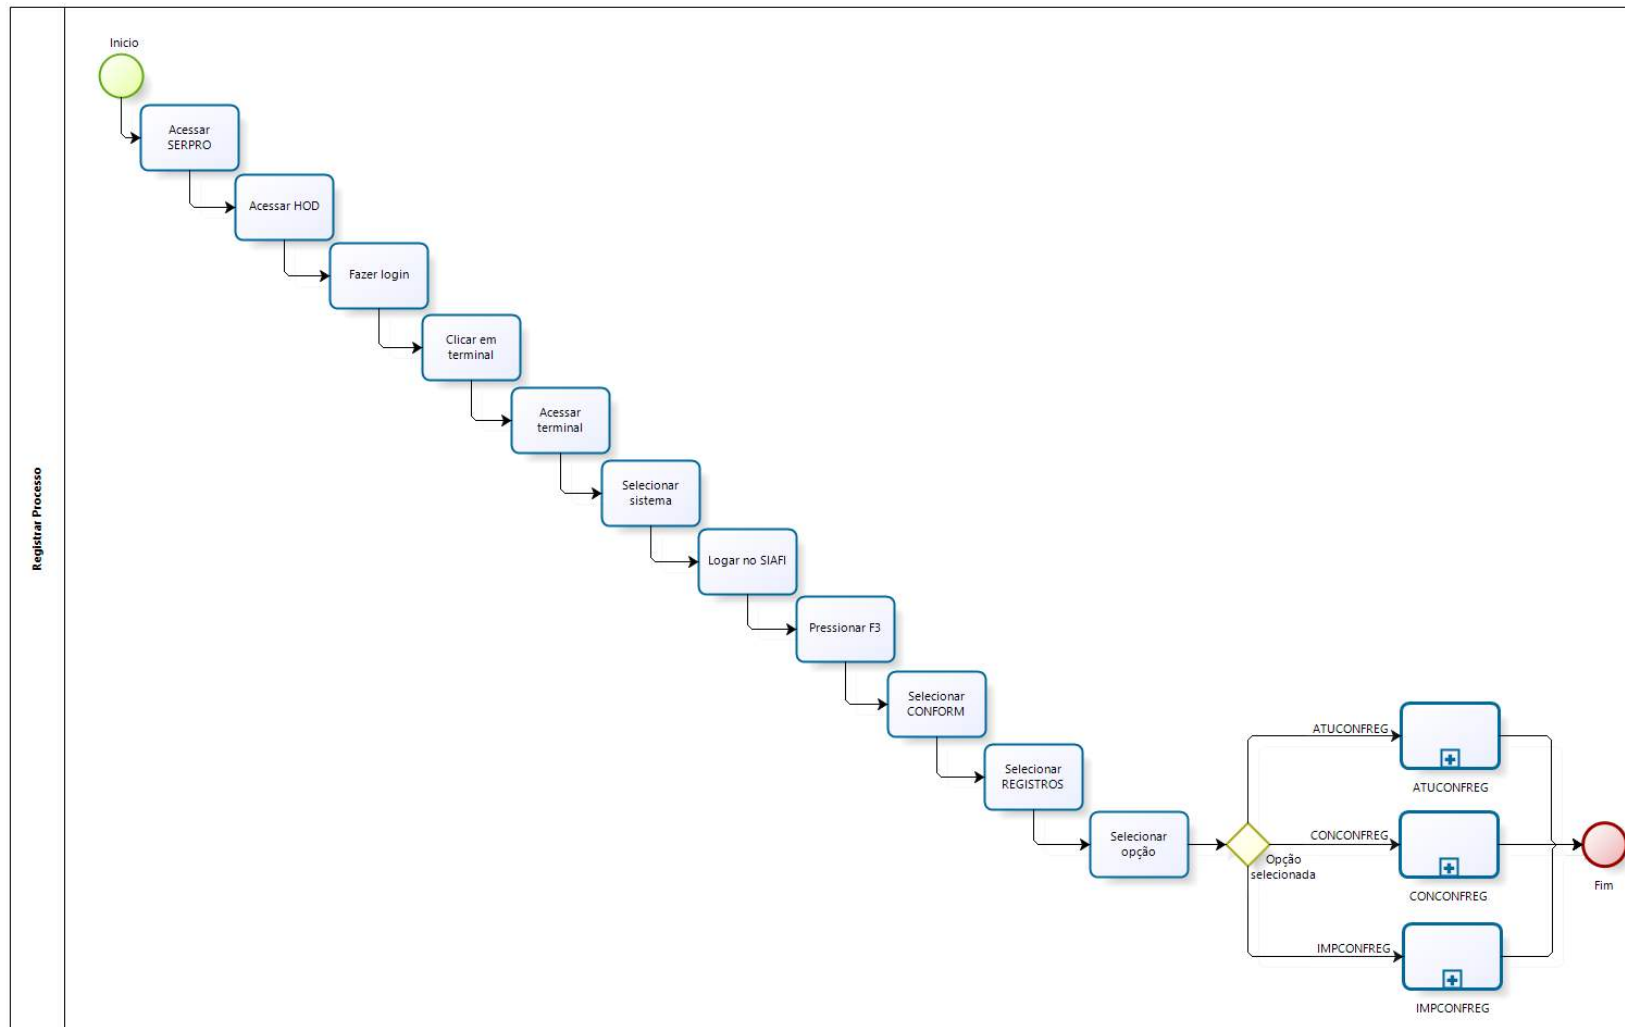 Inicio
Acessar
SERPRO
Acessar HOD
Fazer login
Clicar em
terminal
Acessar
terminal
Selecionar
sistema
Registrar Processo
Logar no SIAFI
Pressionar F3
Selecionar
CONFORM
Selecionar
REGISTROS
Selecionar
opção
Opção
selecionada
ATUCONFREG
ATUCONFREG
CONCONFREG
CONCONFREG
IMPCONFREG
IMPCONFREG
Fim